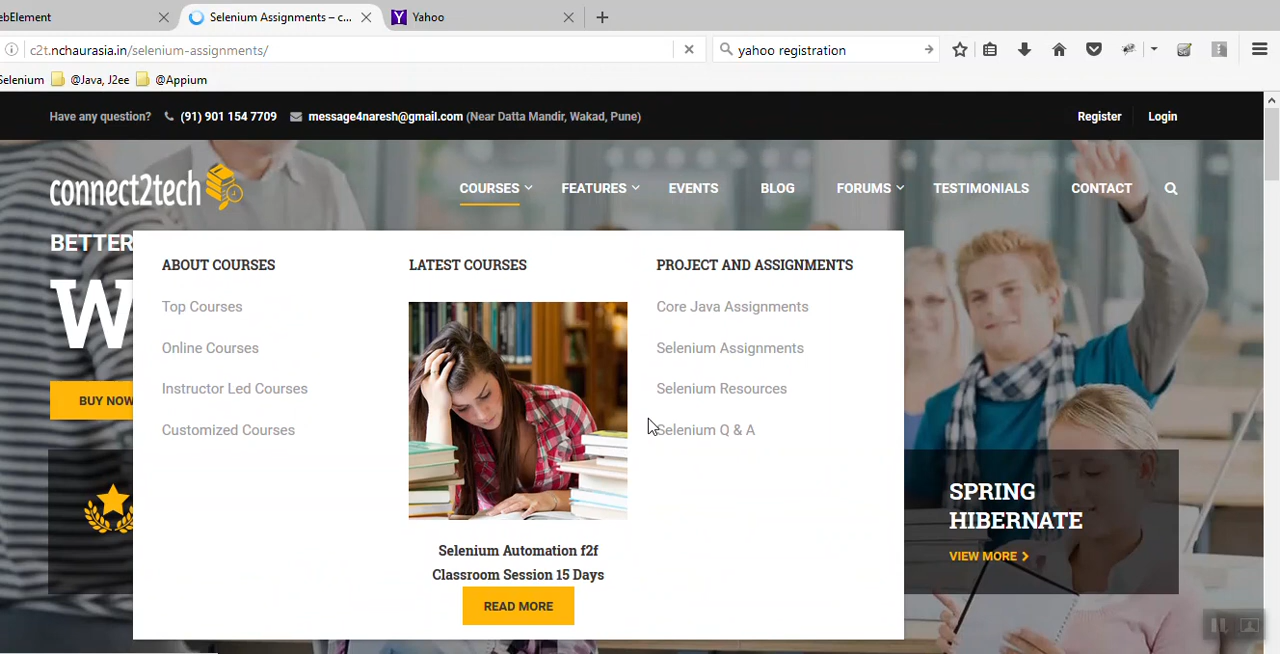 ebElement
Selenium Assignments – c...
Yahoo
c2t.nchaurasia.in/selenium-assignments/
yahoo registration
Selenium
@Java, J2ee
@Appium
Have any question?
(91) 901 154 7709
message4naresh@gmail.com (Near Datta Mandir, Wakad, Pune)
Register
Login
connect2tech
COURSES
FEATURES
EVENTS
BLOG
FORUMS
TESTIMONIALS
CONTACT
BETTER
W
BUY NOW
ABOUT COURSES
Top Courses
Online Courses
Instructor Led Courses
Customized Courses
LATEST COURSES
Selenium Automation f2f
Classroom Session 15 Days
READ MORE
PROJECT AND ASSIGNMENTS
Core Java Assignments
Selenium Assignments
Selenium Resources
Selenium Q & A
SPRING
HIBERNATE
VIEW MORE